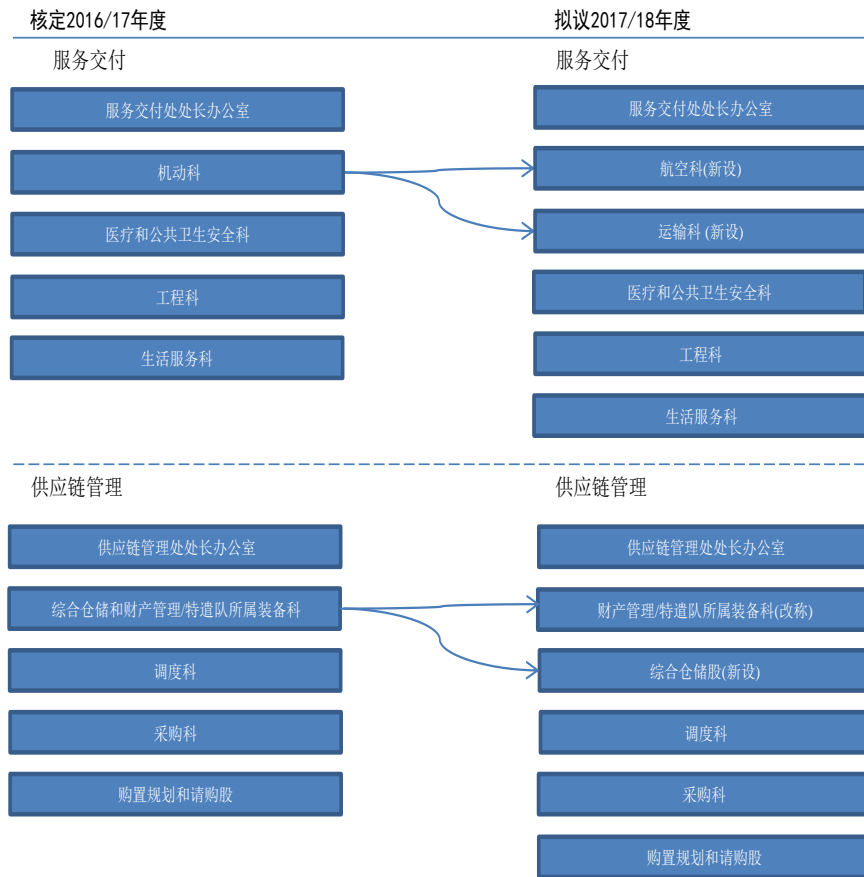 核定2016/17年度
拟议2017/18年度
服务交付
服务交付
服务交付处处长办公室
服务交付处处长办公室
机动科
航空科(新设)
医疗和公共卫生安全科
运输科 (新设)
工程科
医疗和公共卫生安全科
生活服务科
工程科
生活服务科
供应链管理
供应链管理
供应链管理处处长办公室
供应链管理处处长办公室
综合仓储和财产管理/特遣队所属装备科
财产管理/特遣队所属装备科(改称)
调度科
综合仓储股(新设)
采购科
调度科
购置规划和请购股
采购科
购置规划和请购股